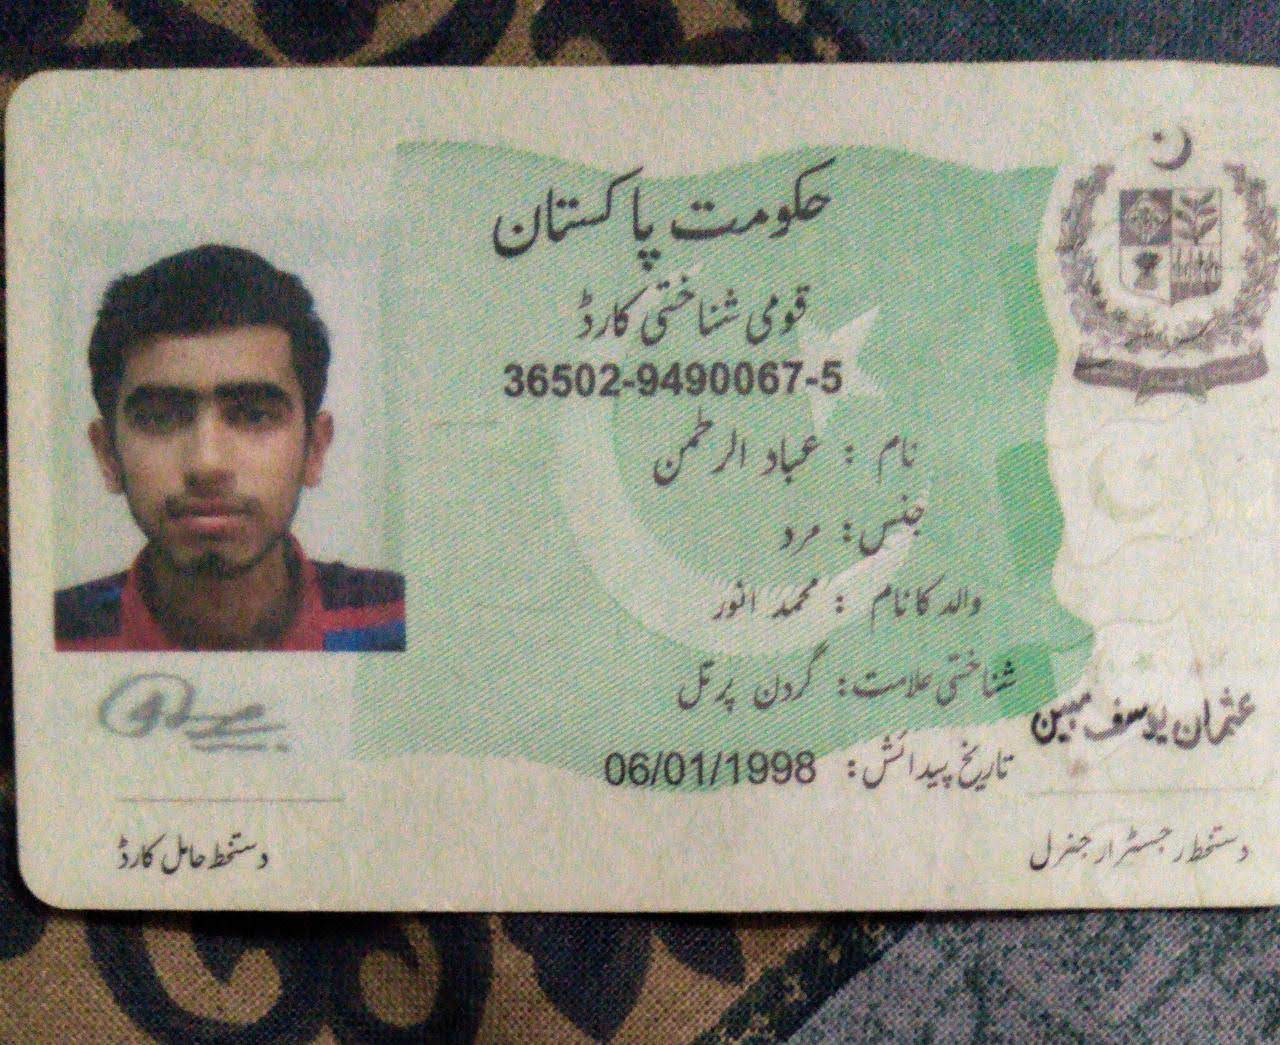 حکومت پاکستان
قومی شناختی کارڈ
36502-9490067-5
نام : عباد الرحمن
جنس: مرد
والد کا نام : محمد انور
شناختی علامت: گردن پر تل
تاریخ پیدائش: 06/01/1998
عثمان یوسف مبین
دستخط رجسٹرار جنرل
دستخط حامل کارڈ